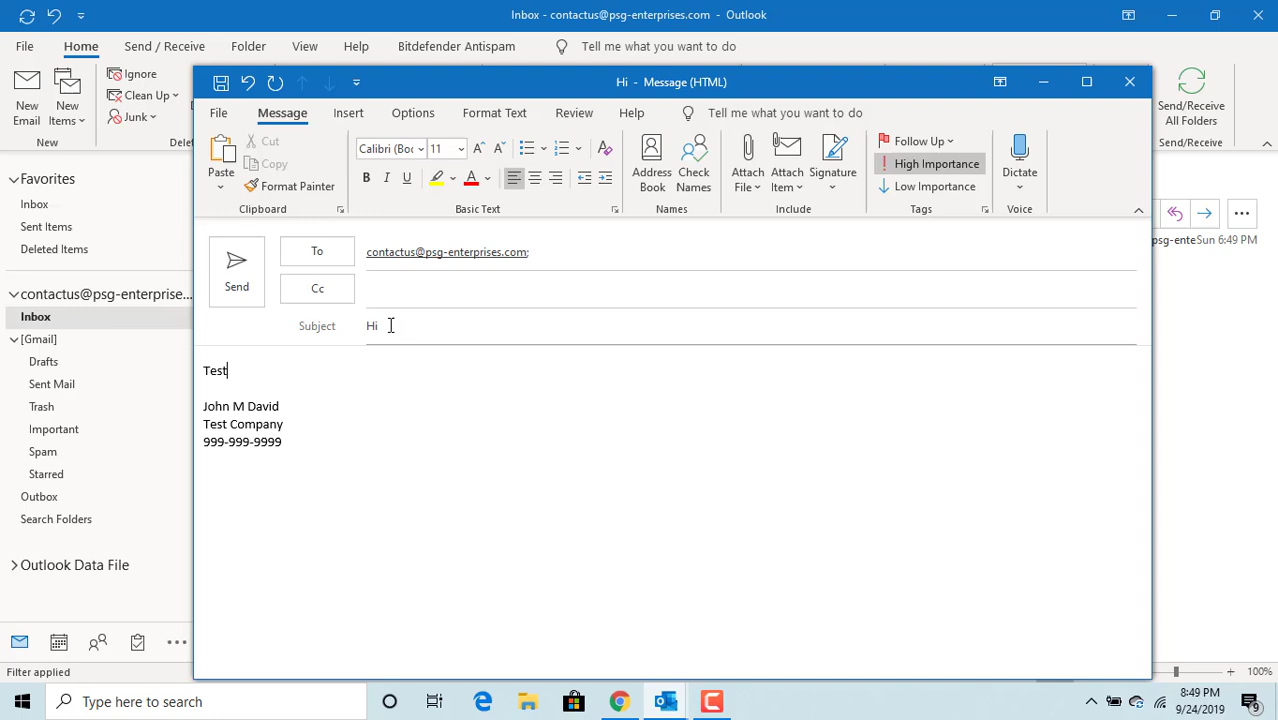 Inbox - contactus@psg-enterprises.com - Outlook
File Home Send / Receive Folder View Help Bitdefender Antispam Tell me what you want to do
New Email
New Items
New
Ignore
Clean Up
Junk
Send/Receive All Folders
Send/Receive
Hi - Message (HTML)
File Message Insert Options Format Text Review Help Tell me what you want to do
Paste
Cut
Copy
Format Painter
Clipboard
Calibri (Boc 11
B I U
A
Basic Text
Address Book
Check Names
Names
Attach File
Attach Item
Signature
Include
Follow Up
High Importance
Low Importance
Tags
Dictate
Voice
Send
To contactus@psg-enterprises.com;
Cc
Subject Hi
Test
John M David
Test Company
999-999-9999
Favorites
Inbox
Sent Items
Deleted Items
contactus@psg-enterprise...
Inbox
[Gmail]
Drafts
Sent Mail
Trash
Important
Spam
Starred
Outbox
Search Folders
Outlook Data File
Sun 6:49 PM
Filter applied
100%
Type here to search
8:49 PM
9/24/2019
9